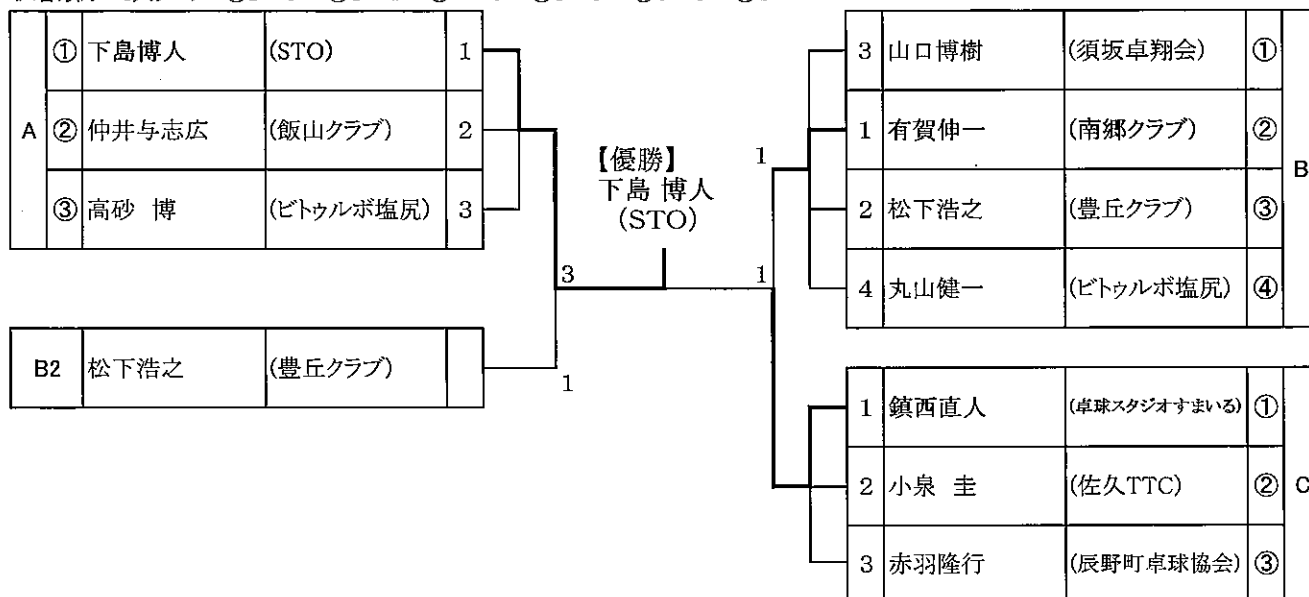 A ① 下島博人 (STO) 1
② 仲井与志広 (飯山クラブ) 2
③ 高砂 博 (ビトゥルボ塩尻) 3
B2 松下浩之 (豊丘クラブ)
3
1
【優勝】
下島 博人
(STO)
1
1
3 山口博樹 (須坂卓翔会) ①
1 有賀伸一 (南郷クラブ) ②
B
2 松下浩之 (豊丘クラブ) ③
4 丸山健一 (ビトゥルボ塩尻) ④
1 鎮西直人 (卓球スタジオすまいる) ①
2 小泉 圭 (佐久TTC) ② C
3 赤羽隆行 (辰野町卓球協会) ③